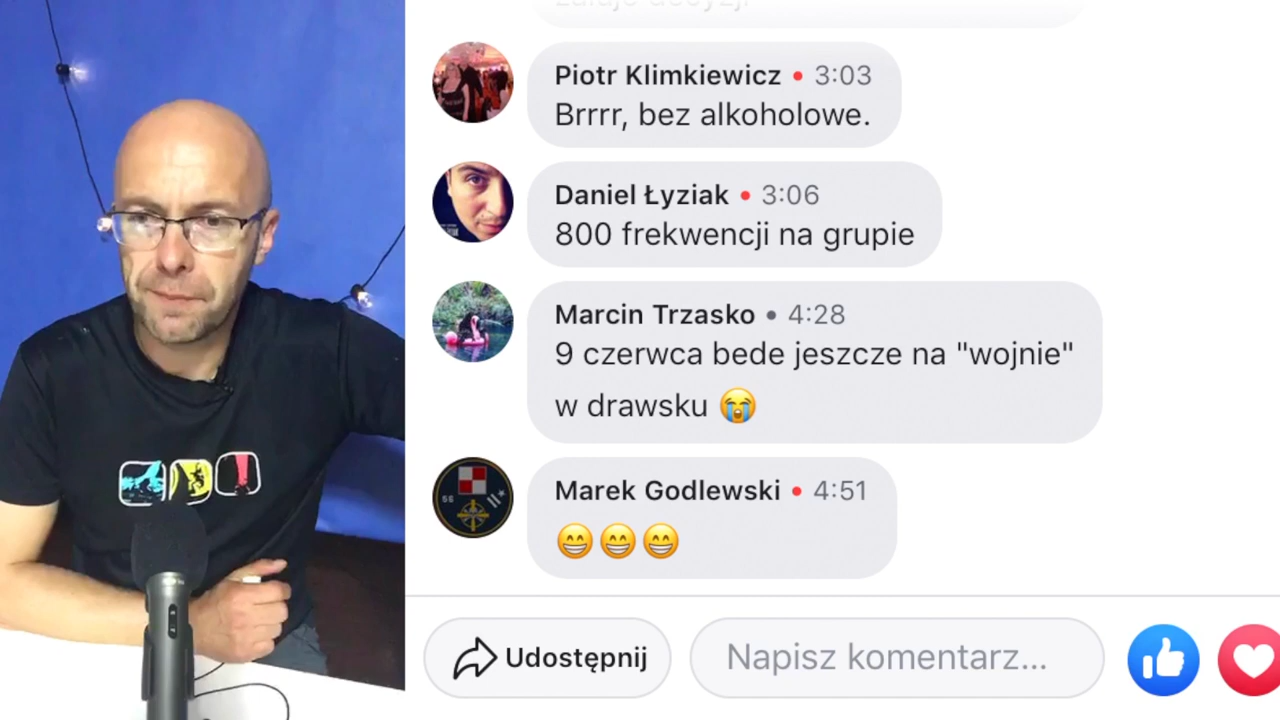 Piotr Klimkiewicz • 3:03
Brrrr, bez alkoholowe.
Daniel Łyziak • 3:06
800 frekwencji na grupie
Marcin Trzasko • 4:28
9 czerwca bede jeszcze na "wojnie"
w drawsku 😭
Marek Godlewski • 4:51
😁😁😁
Udostępnij
Napisz komentarz...